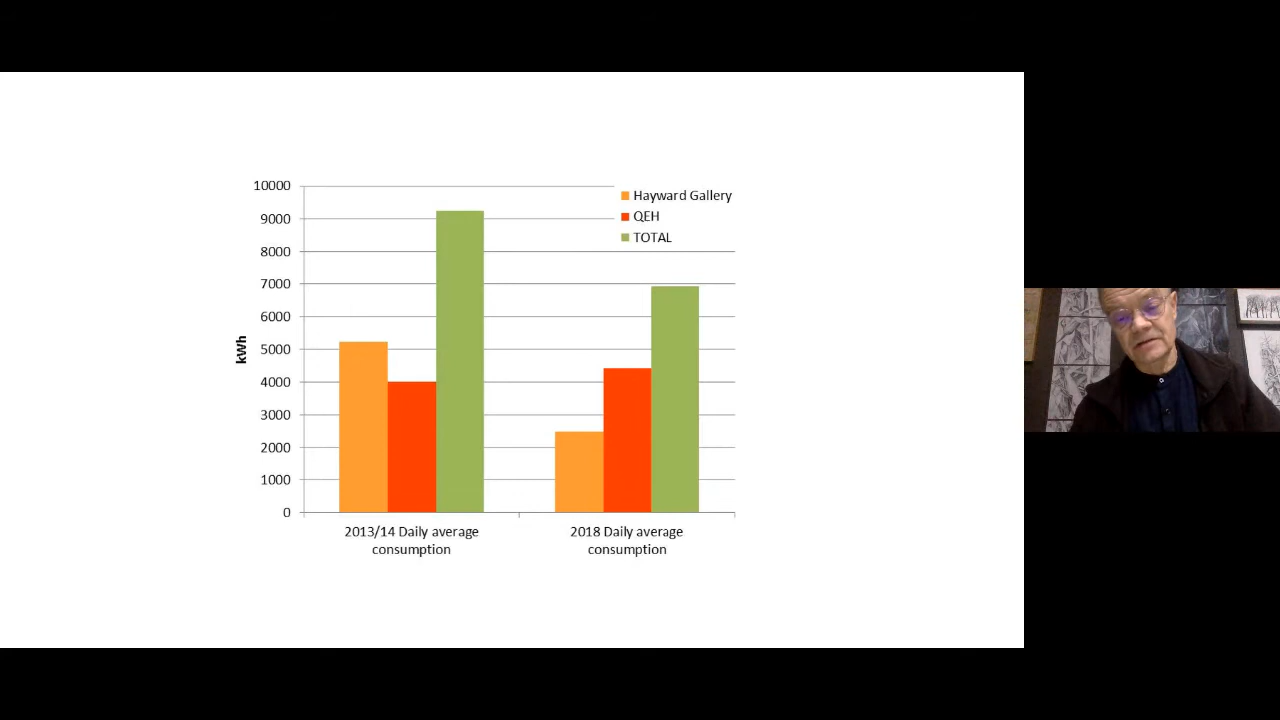 10000
9000
8000
7000
6000
5000
4000
3000
2000
1000
0
kWh
Hayward Gallery
QEH
TOTAL
2013/14 Daily average
consumption
2018 Daily average
consumption